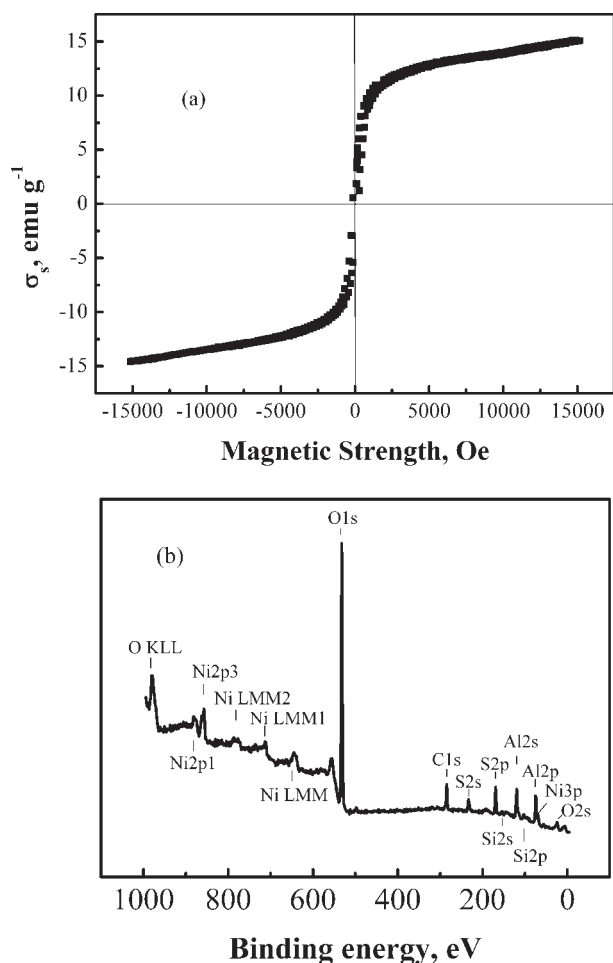 15
10
(a)
5
0
-5
-10
-15
σs, emu g-1
-15000 -10000 -5000 0 5000 10000 15000
Magnetic Strength, Oe
O1s
(b)
O KLL
Ni2p3
Ni LMM2
Ni LMM1
Ni2p1
Ni LMM
C1s
S2s
S2p
Al2s
Al2p
Ni3p
O2s
Si2s
Si2p
1000 800 600 400 200 0
Binding energy, eV